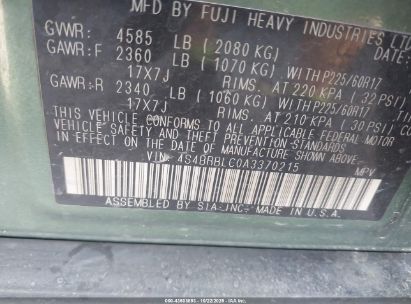 MFD BY FUJI HEAVY INDUSTRIES LTD
GVWR: 4585 LB (2080 KG)
GAWR:F 2360 LB (1070 KG) WITH P225/60R17
17X7J RIMS, AT 220 KPA (32 PSI)
GAWR:R 2340 LB (1060 KG) WITH P225/60R17
17X7J RIMS, AT 210 KPA (30 PSI)
THIS VEHICLE CONFORMS TO ALL APPLICABLE FEDERAL MOTOR
VEHICLE SAFETY, BUMPER, AND THEFT PREVENTION STANDARDS
IN EFFECT ON THE DATE OF MANUFACTURE SHOWN ABOVE.
VIN: 4S4BRBLC0A3370215
MPV
ASSEMBLED BY SIA-INC. MADE IN U.S.A.